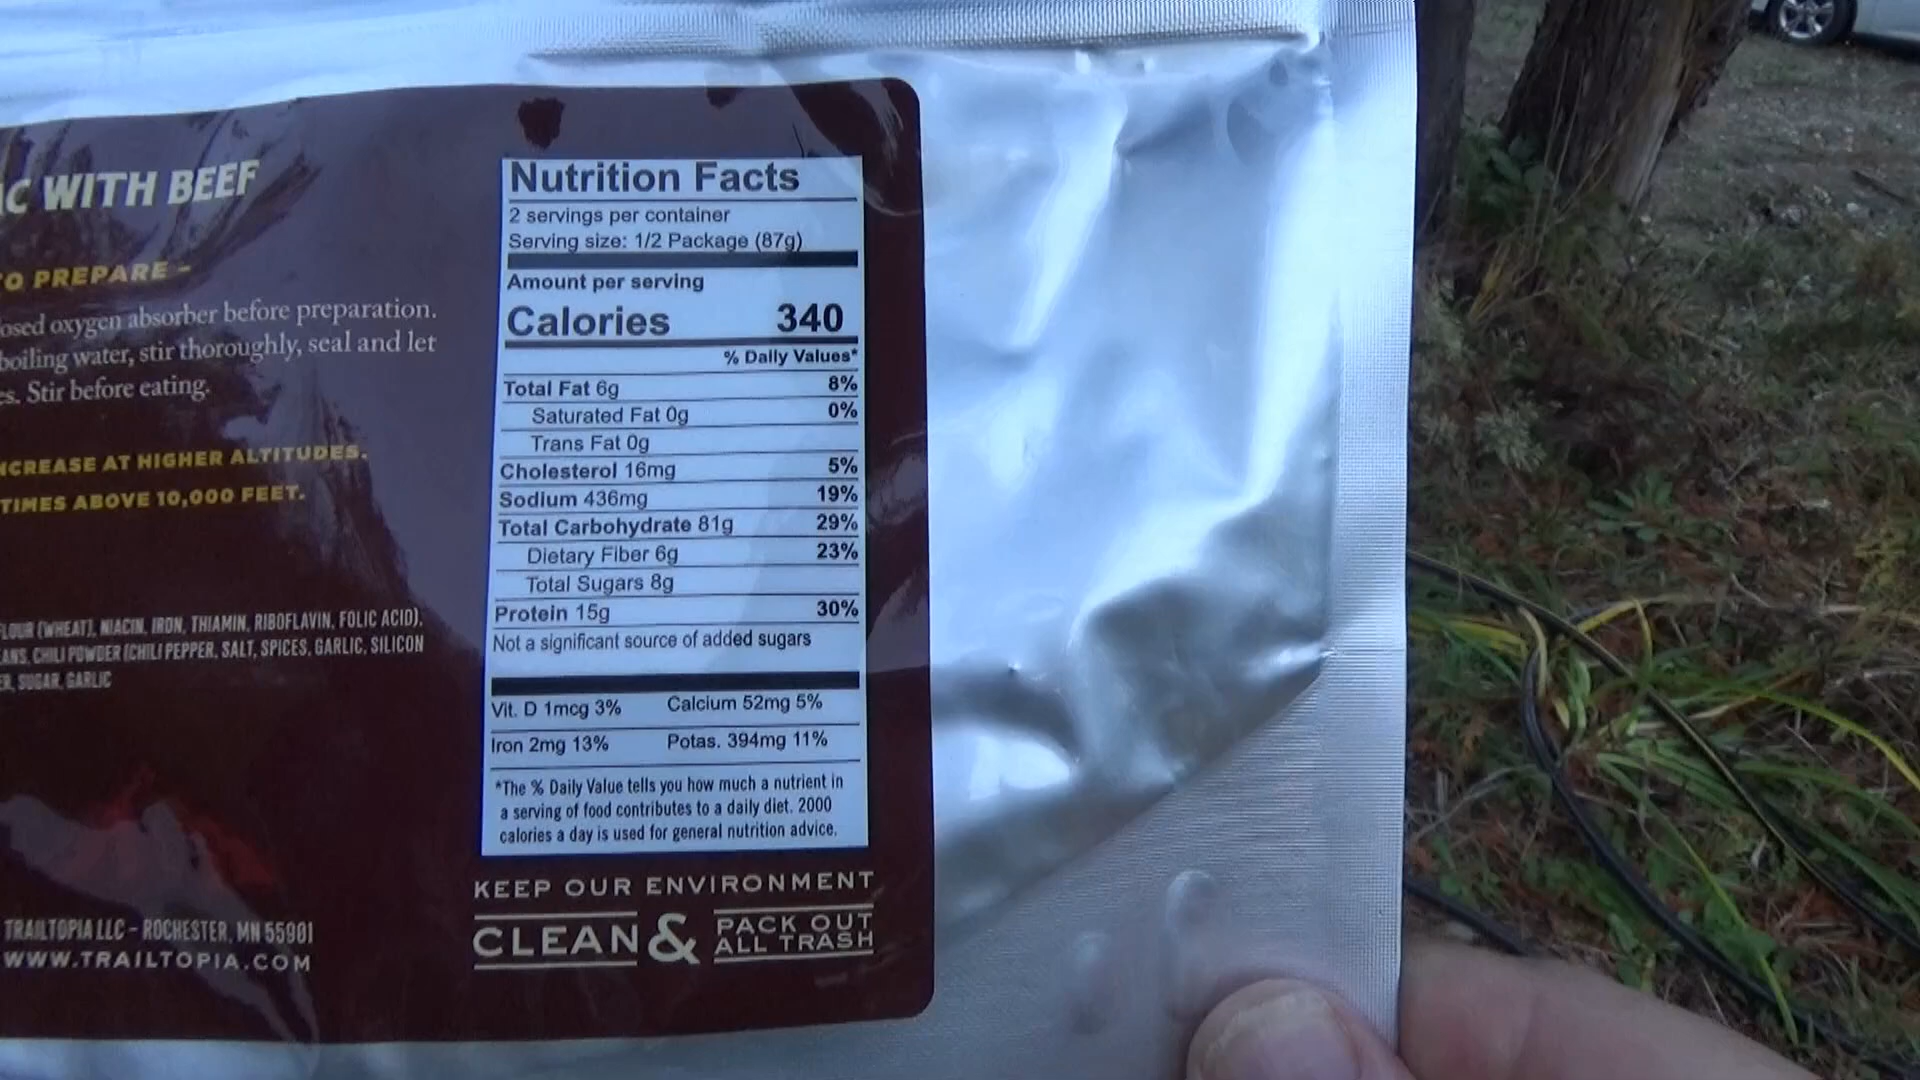 WITH BEEF
PREPARE -
oxygen absorber before preparation.
boiling water, stir thoroughly, seal and let
Stir before eating.
AT HIGHER ALTITUDES.
TIMES ABOVE 10,000 FEET.
(WHEAT), NIACIN, IRON, THIAMIN, RIBOFLAVIN, FOLIC ACID),
CHILI POWDER (CHILI PEPPER, SALT, SPICES, GARLIC, SILICON
SUGAR, GARLIC
TRAILTOPIA LLC - ROCHESTER, MN 55901
WWW.TRAILTOPIA.COM
Nutrition Facts
2 servings per container
Serving size: 1/2 Package (87g)
Amount per serving
Calories 340
% Daily Values*
Total Fat 6g 8%
Saturated Fat 0g 0%
Trans Fat 0g
Cholesterol 16mg 5%
Sodium 436mg 19%
Total Carbohydrate 81g 29%
Dietary Fiber 6g 23%
Total Sugars 8g
Protein 15g 30%
Not a significant source of added sugars
Vit. D 1mcg 3% Calcium 52mg 5%
Iron 2mg 13% Potas. 394mg 11%
*The % Daily Value tells you how much a nutrient in
a serving of food contributes to a daily diet. 2000
calories a day is used for general nutrition advice.
KEEP OUR ENVIRONMENT
CLEAN & PACK OUT
ALL TRASH